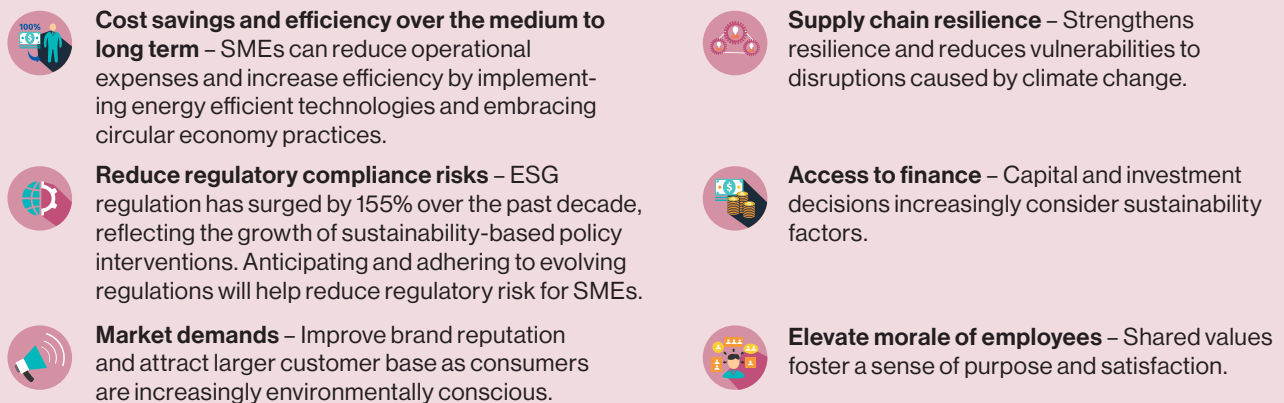 100%
Cost savings and efficiency over the medium to
long term – SMEs can reduce operational
expenses and increase efficiency by implement-
ing energy efficient technologies and embracing
circular economy practices.
Reduce regulatory compliance risks – ESG
regulation has surged by 155% over the past decade,
reflecting the growth of sustainability-based policy
interventions. Anticipating and adhering to evolving
regulations will help reduce regulatory risk for SMEs.
Market demands – Improve brand reputation
and attract larger customer base as consumers
are increasingly environmentally conscious.
Supply chain resilience – Strengthens
resilience and reduces vulnerabilities to
disruptions caused by climate change.
Access to finance – Capital and investment
decisions increasingly consider sustainability
factors.
Elevate morale of employees – Shared values
foster a sense of purpose and satisfaction.